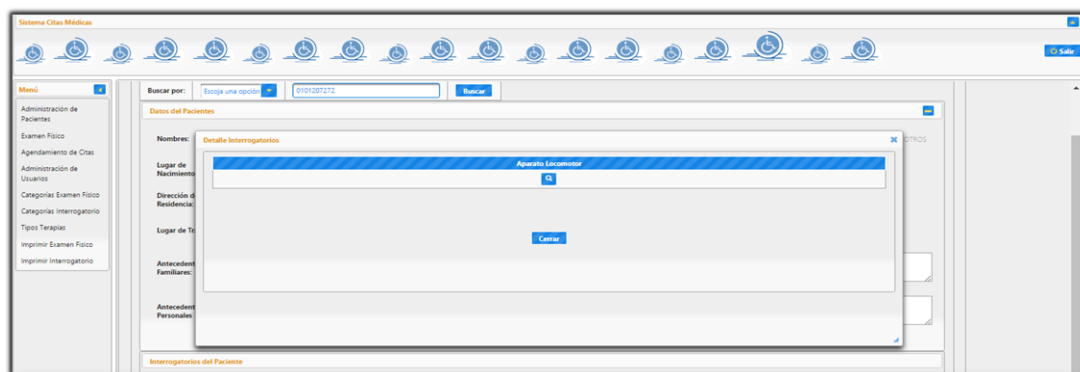 Sistema Citas Médicas
Salir
Menú
Administración de
Pacientes
Examen Físico
Agendamiento de Citas
Administración de
Usuarios
Categorías Examen Físico
Categorías Interrogatorio
Tipos Terapias
Imprimir Examen Físico
Imprimir Interrogatorio
Buscar por:
Escoja una opción
0101207272
Buscar
Datos del Pacientes
Nombres:
OTROS
Lugar de
Nacimiento
Dirección d
Residencia:
Lugar de Tr
Antecedent
Familiares:
Antecedent
Personales
Detalle Interrogatorios
Aparato Locomotor
Cerrar
Interrogatorios del Paciente